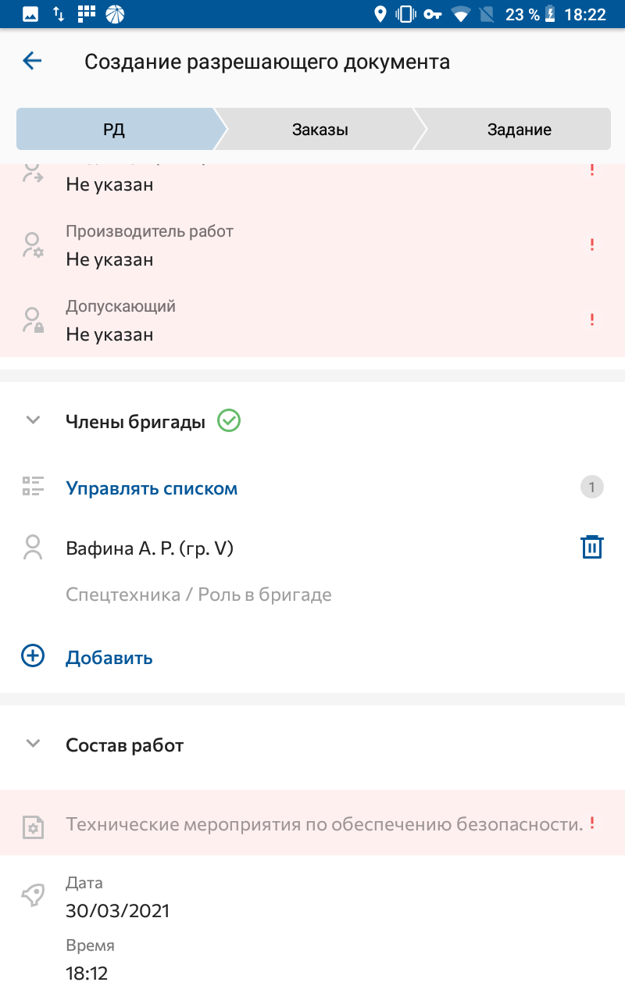 23 % 18:22
Создание разрешающего документа
РД Заказы Задание
Не указан
Производитель работ
Не указан
Допускающий
Не указан
Члены бригады
Управлять списком 1
Вафина А. Р. (гр. V)
Спецтехника / Роль в бригаде
Добавить
Состав работ
Технические мероприятия по обеспечению безопасности. !
Дата
30/03/2021
Время
18:12